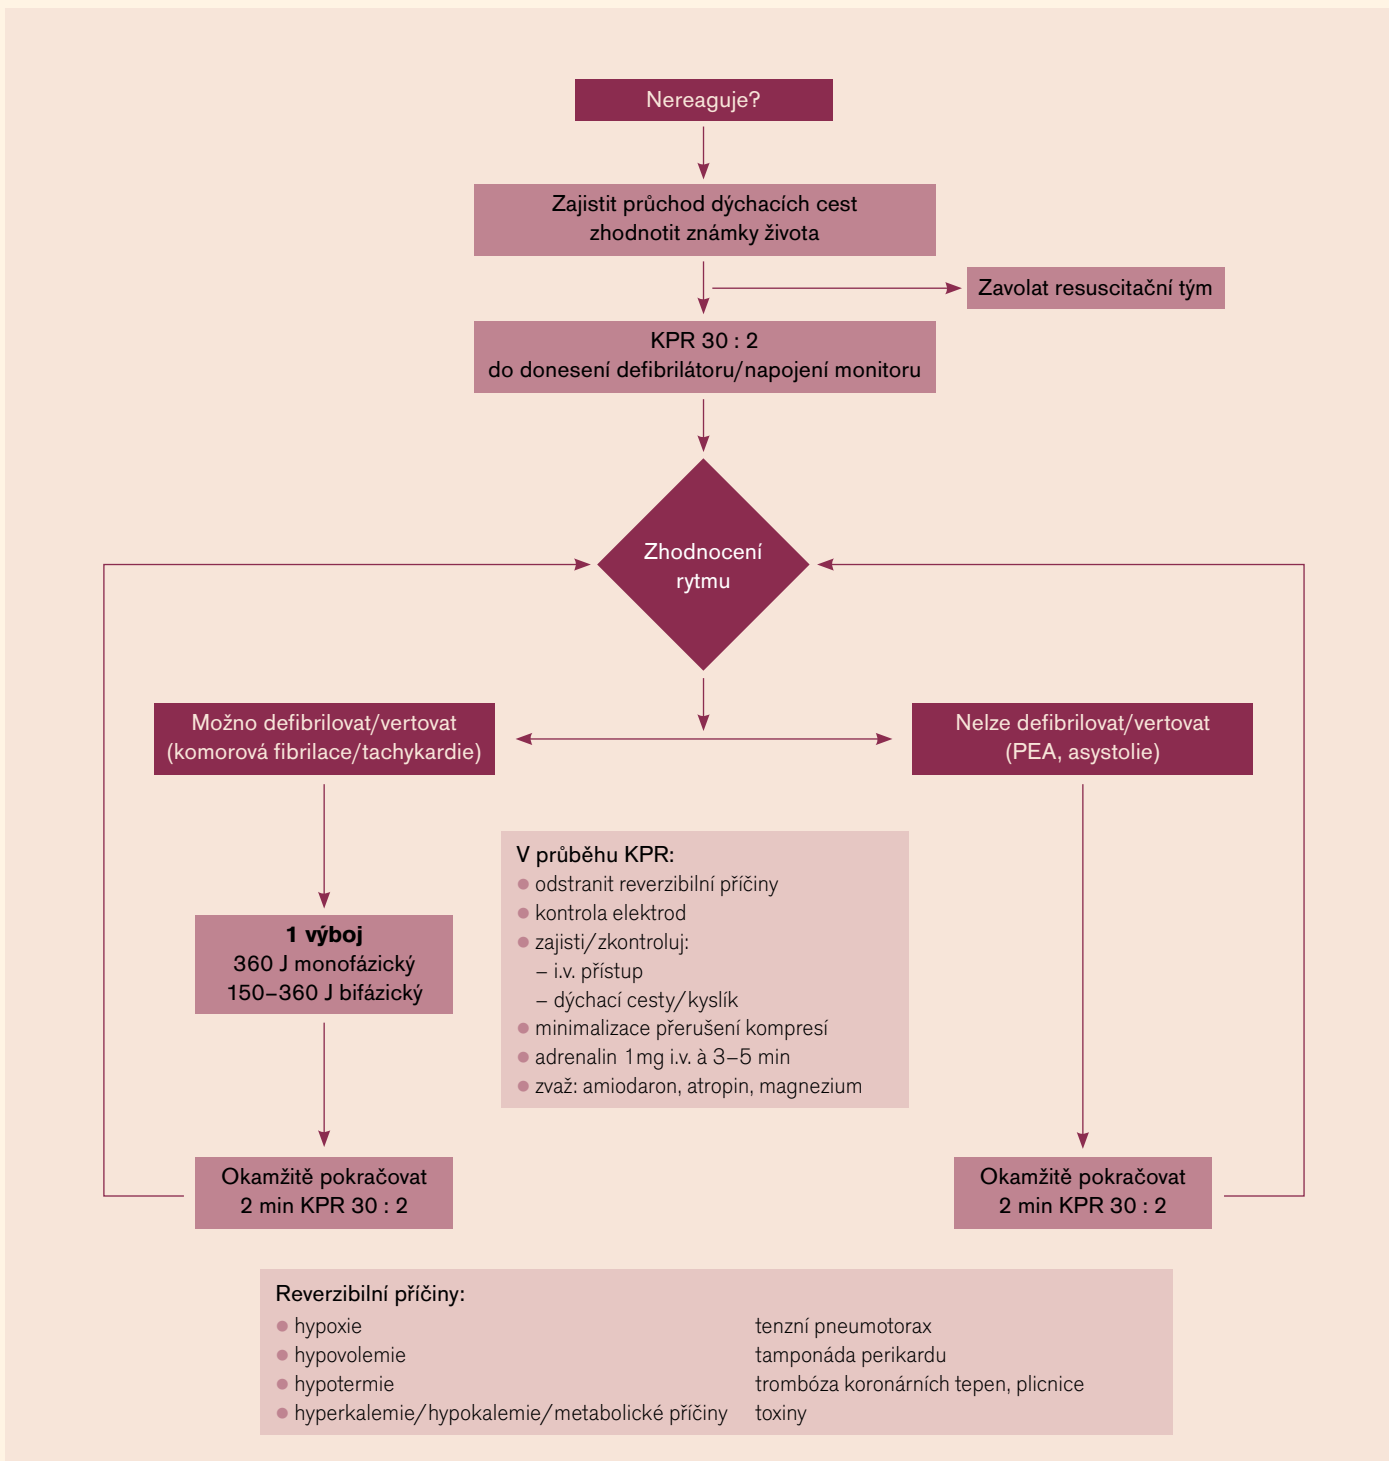 Nereaguje?
Zajistit průchod dýchacích cest
zhodnotit známky života
Zavolat resuscitační tým
KPR 30 : 2
do donesení defibrilátoru/napojení monitoru
Zhodnocení
rytmu
Možno defibrilovat/vertovat
(komorová fibrilace/tachykardie)
Nelze defibrilovat/vertovat
(PEA, asystolie)
1 výboj
360 J monofázický
150–360 J bifázický
V průběhu KPR:
● odstranit reverzibilní příčiny
● kontrola elektrod
● zajisti/zkontroluj:
– i.v. přístup
– dýchací cesty/kyslík
● minimalizace přerušení kompresí
● adrenalin 1mg i.v. à 3–5 min
● zvaž: amiodaron, atropin, magnezium
Okamžitě pokračovat
2 min KPR 30 : 2
Okamžitě pokračovat
2 min KPR 30 : 2
Reverzibilní příčiny:
● hypoxie
● hypovolemie
● hypotermie
● hyperkalemie/hypokalemie/metabolické příčiny
tenzní pneumotorax
tamponáda perikardu
trombóza koronárních tepen, plicnice
toxiny